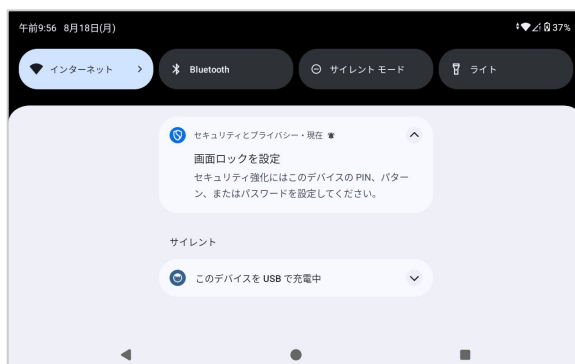 午前9:56 8月18日(月)
37%
インターネット
Bluetooth
サイレント モード
ライト
セキュリティとプライバシー・現在
画面ロックを設定
セキュリティ強化にはこのデバイスの PIN、パター
ン、またはパスワードを設定してください。
サイレント
このデバイスを USB で充電中